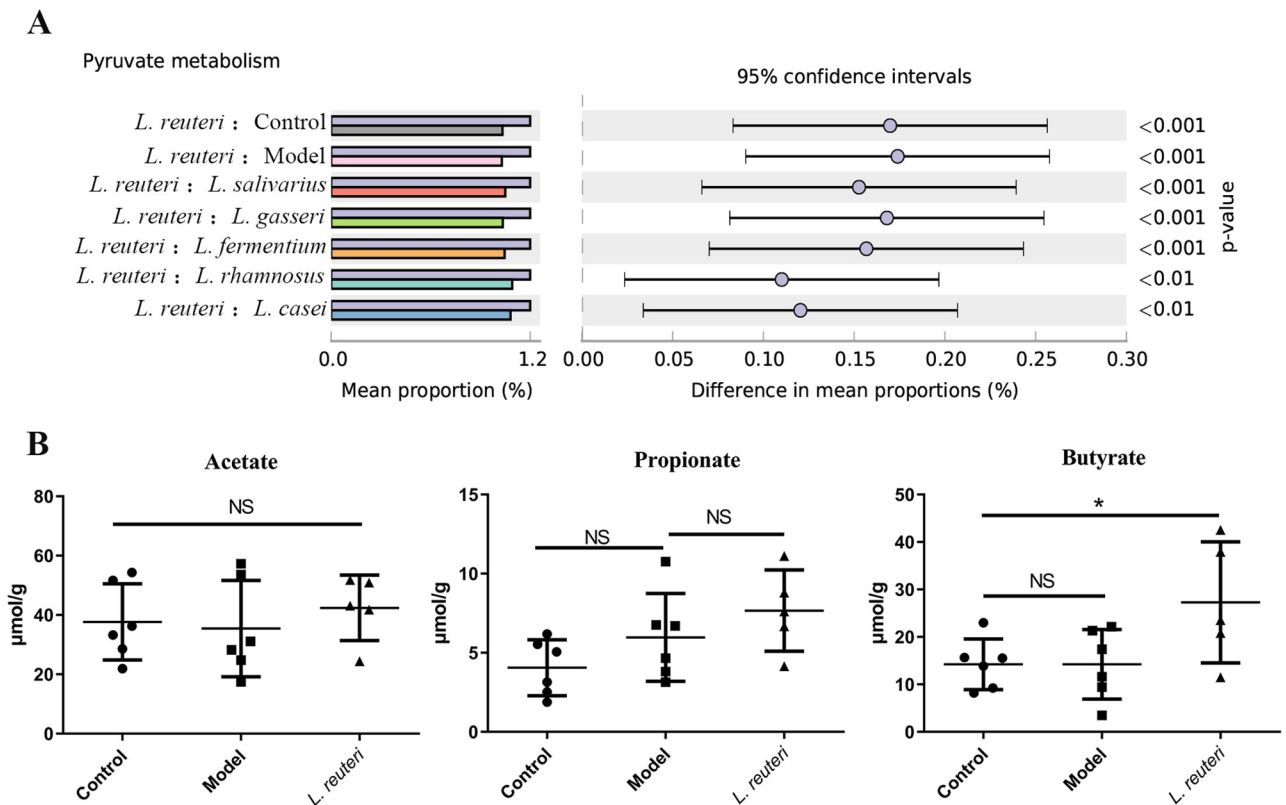 A
Pyruvate metabolism
95% confidence intervals
L. reuteri : Control
<0.001
L. reuteri : Model
<0.001
L. reuteri : L. salivarius
<0.001
L. reuteri : L. gasseri
<0.001
L. reuteri : L. fermentium
<0.001
L. reuteri : L. rhamnosus
<0.01
L. reuteri : L. casei
<0.01
p-value
0.0 1.2
0.00 0.05 0.10 0.15 0.20 0.25 0.30
Mean proportion (%)
Difference in mean proportions (%)
B
Acetate
80
60
40
20
0
µmol/g
NS
Control Model L. reuteri
Propionate
15
10
5
0
µmol/g
NS
NS
Control Model L. reuteri
Butyrate
50
40
30
20
10
0
µmol/g
*
NS
Control Model L. reuteri